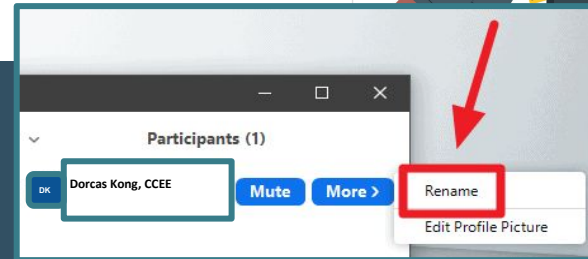 Participants (1)
DK Dorcas Kong, CCEE Mute More > Rename
Edit Profile Picture